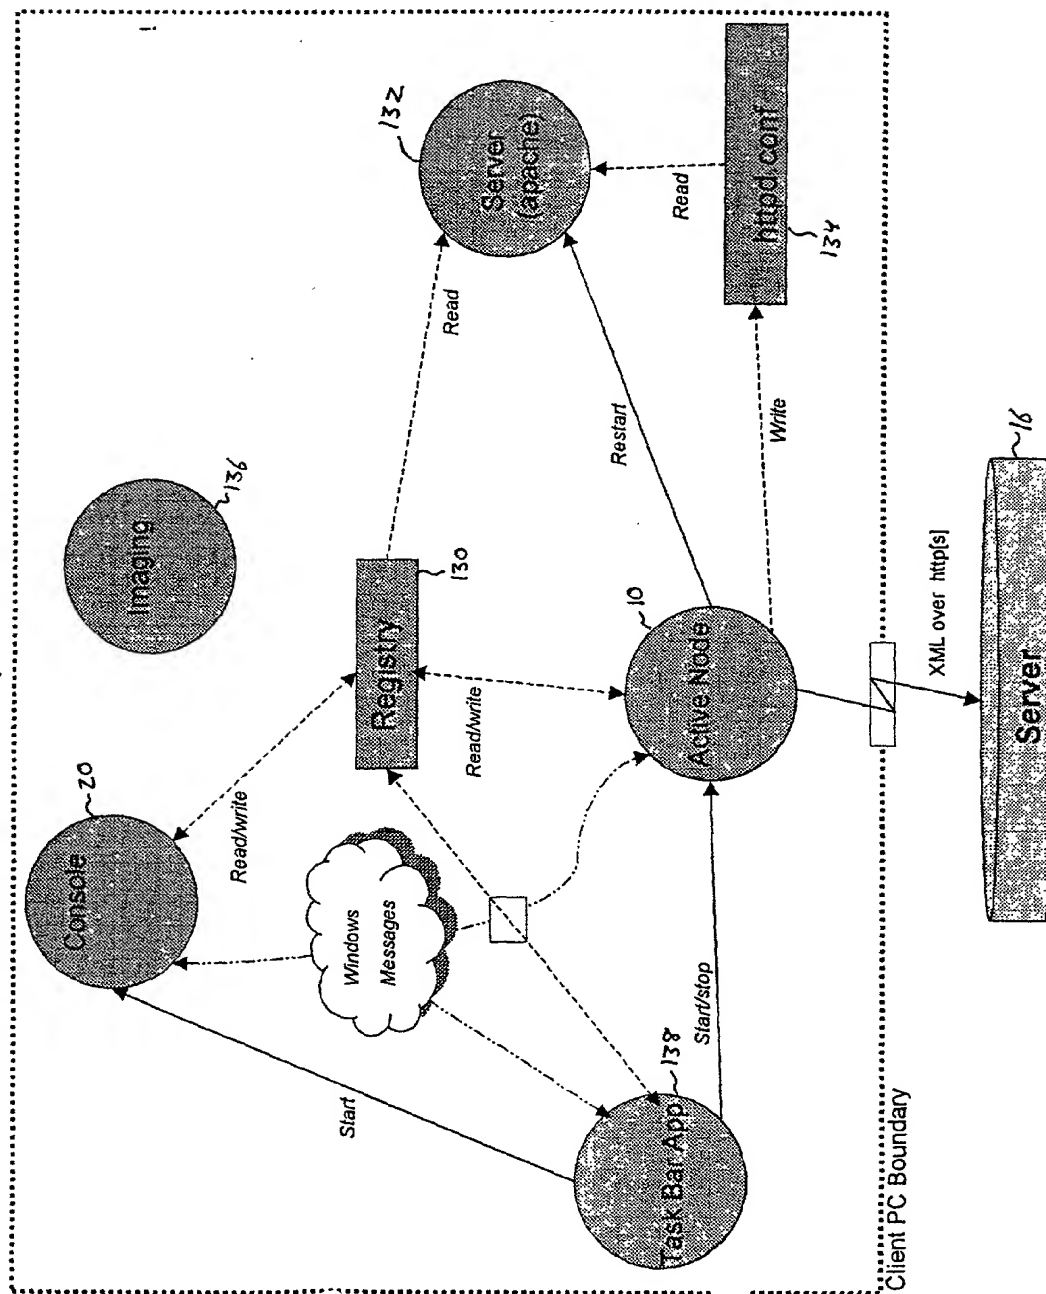 Console
20
Imaging
136
Read/write
Start
Windows
Messages
Registry
130
Read
Server
(apache)
132
Read/write
Restart
Read
Task Bar App
138
Start/stop
Active Node
10
Write
httpd.conf
134
Client PC Boundary
XML over http[s]
Server
16